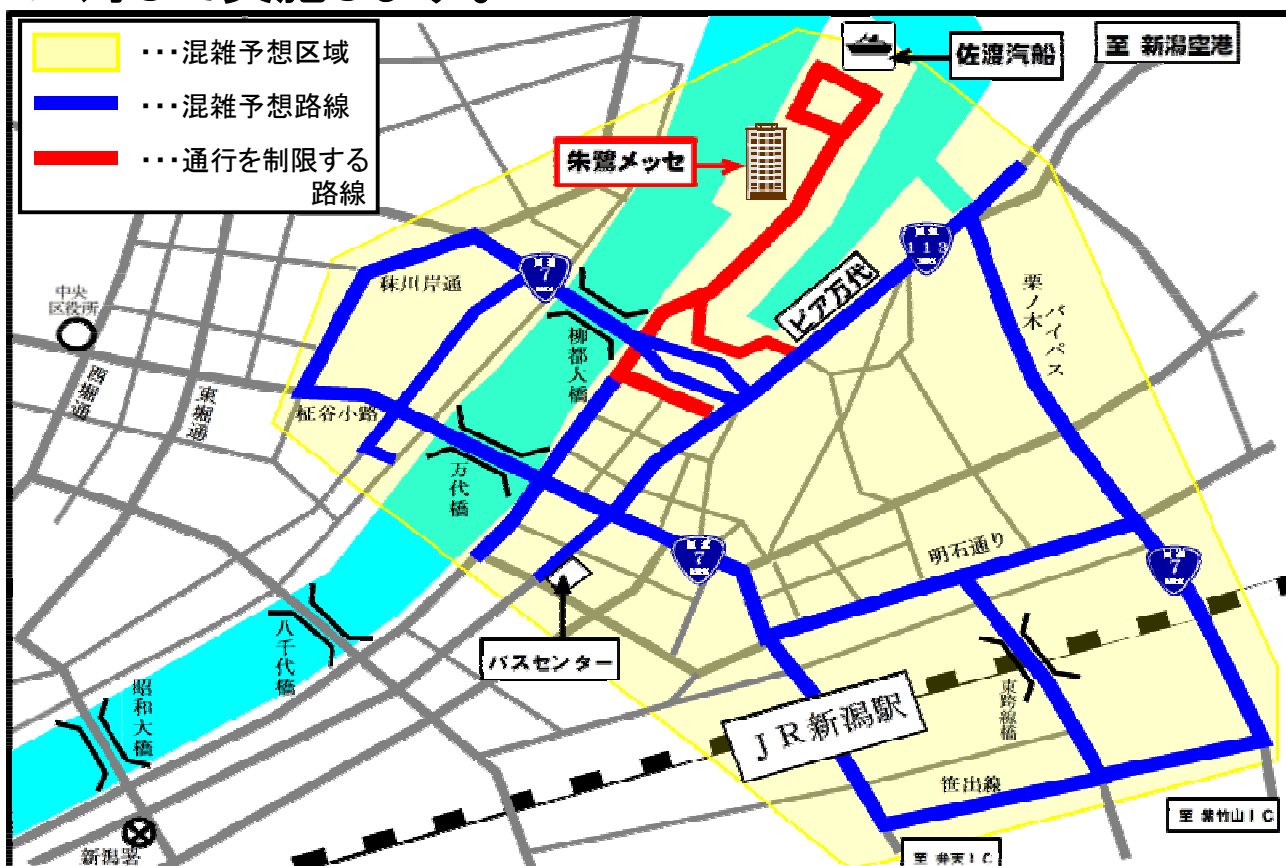 …混雑予想区域
…混雑予想路線
…通行を制限する
路線
佐渡汽船
至 新潟空港
朱鷺メッセ
7
113
ピア万代
中央
区役所
西堀通
東堀通
柾谷小路
柳都大橋
万代橋
栗ノ木
バイパス
明石通り
7
7
八千代橋
昭和大橋
バスセンター
JR新潟駅
東跨線橋
笹出線
新潟署
至 紫竹山IC
至 弁天IC